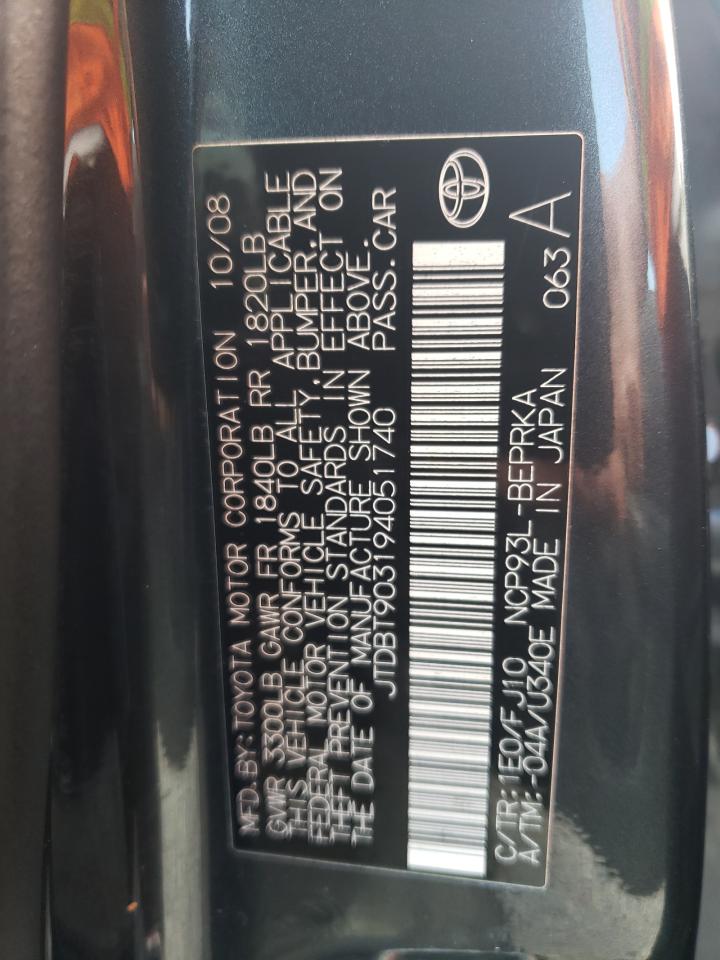 MFD.BY:TOYOTA MOTOR CORPORATION 10/08
GVWR 3300LB GAWR FR 1840LB RR 1820LB
THIS VEHICLE CONFORMS TO ALL APPLICABLE
FEDERAL MOTOR VEHICLE SAFETY,BUMPER,AND
THEFT PREVENTION STANDARDS IN EFFECT ON
THE DATE OF MANUFACTURE SHOWN ABOVE.
JTDBT903194051740 PASS.CAR
C/TR:1E0/FJ10 NCP93L-BEPRKA
A/TM:-04A/U340E MADE IN JAPAN 063 A